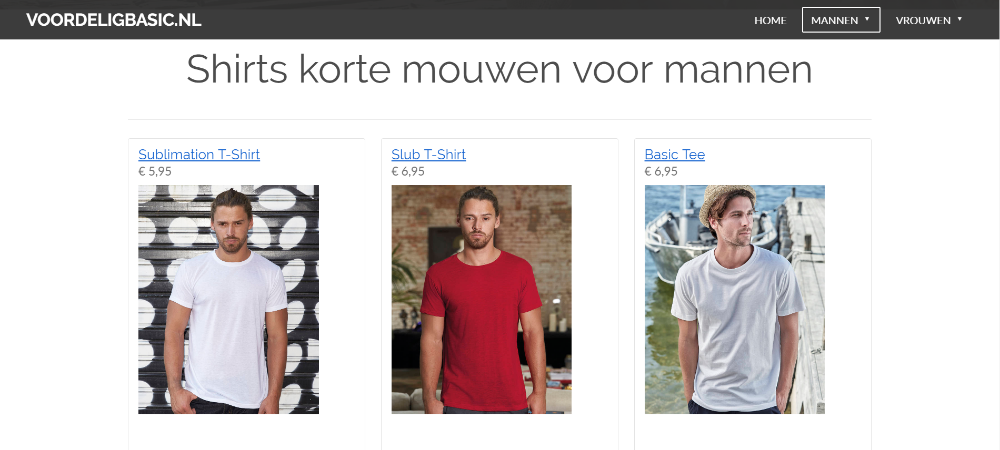 VOORDELIGBASIC.NL
HOME MANNEN ▼ VROUWEN ▼
Shirts korte mouwen voor mannen
Sublimation T-Shirt
€ 5,95
Slub T-Shirt
€ 6,95
Basic Tee
€ 6,95